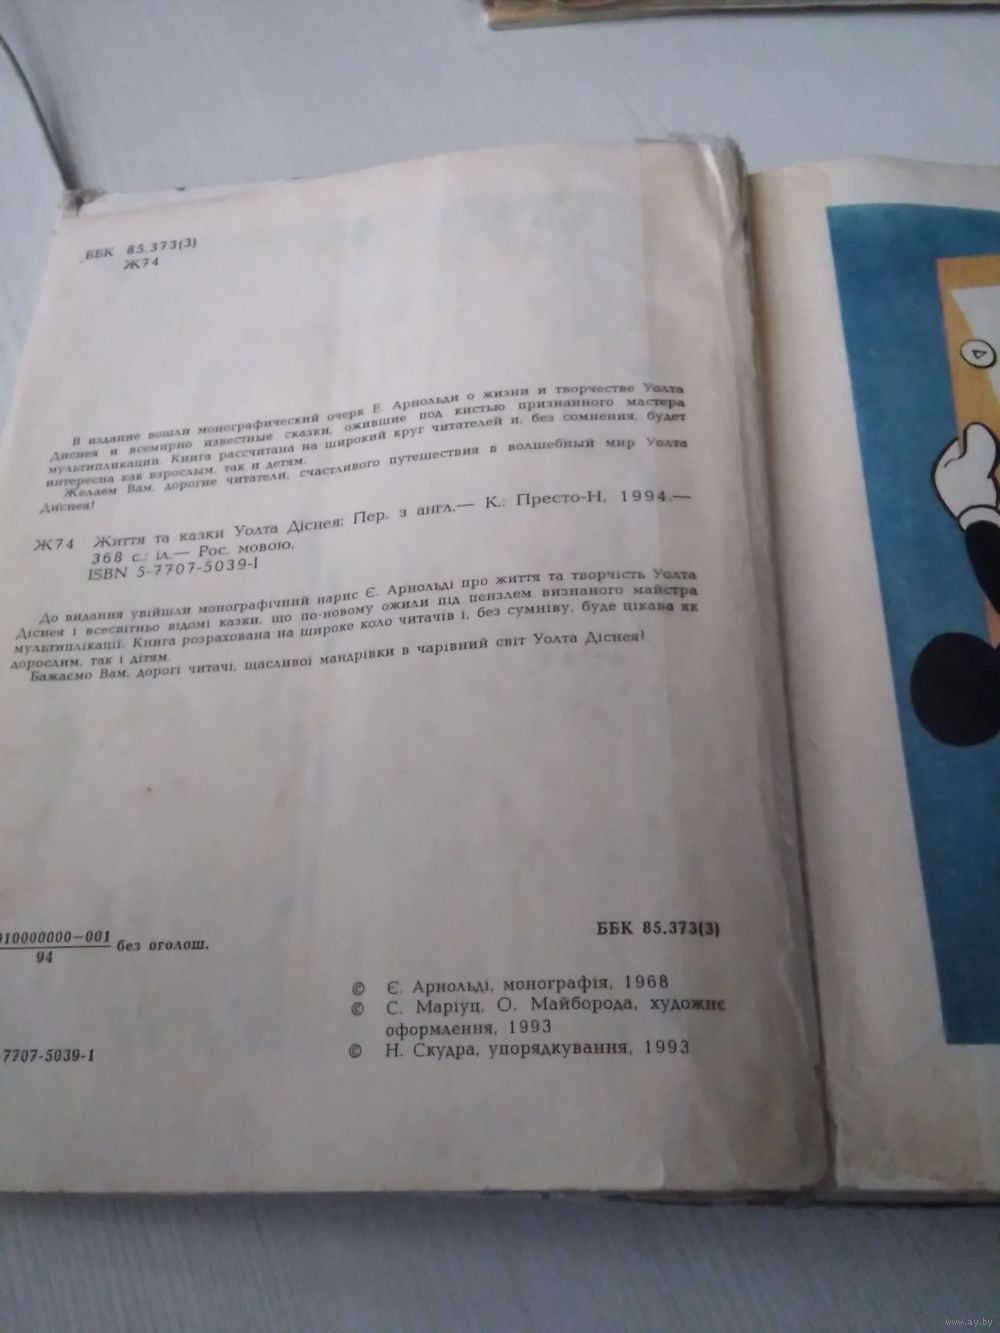 ББК 85.373(3)
Ж74
В издание вошли монографический очерк Е. Арнольди о жизни и творчестве Уолта
Диснея и всемирно известные сказки, ожившие под кистью признанного мастера
мультипликации. Книга рассчитана на широкий круг читателей и, без сомнения, будет
интересна как взрослым, так и детям.
Желаем Вам, дорогие читатели, счастливого путешествия в волшебный мир Уолта
Диснея!
Ж74 Життя та казки Уолта Діснея: Пер. з англ.— К.: Престо-Н, 1994.—
368 с.: іл.— Рос. мовою.
ISBN 5-7707-5039-I
До видання увійшли монографічний нарис Є. Арнольді про життя та творчість Уолта
Діснея і всесвітньо відомі казки, що по-новому ожили під пензлем визнаного майстра
мультиплікації. Книга розрахована на широке коло читачів і, без сумніву, буде цікава як
дорослим, так і дітям.
Бажаємо Вам, дорогі читачі, щасливої мандрівки в чарівний світ Уолта Діснея!
910000000–001
94
без оголош.
ББК 85.373(3)
© Є. Арнольді, монографія, 1968
© С. Маріуц, О. Майборода, художнє
оформлення, 1993
© Н. Скудра, упорядкування, 1993
-7707-5039-1
www.ay.by